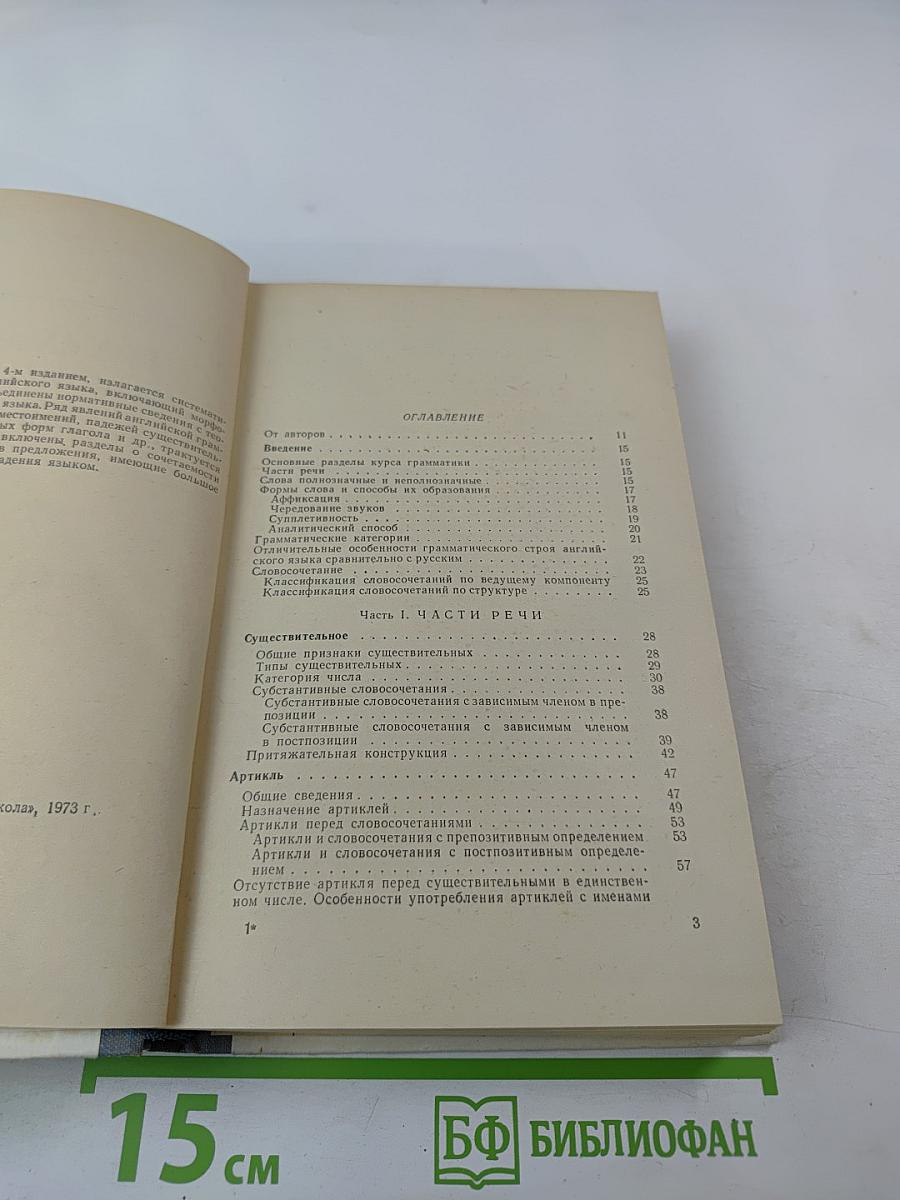 4-м изданием, излагается системати-
ийского языка, включающий морфо-
ъединены нормативные сведения с тео-
языка. Ряд явлений английской грам-
местоимений, падежей существитель-
ых форм глагола и др., трактуется
включены разделы о сочетаемости
в предложения, имеющие большое
адения языком.
кола», 1973 г.
ОГЛАВЛЕНИЕ
От авторов . . . . . . . . . . . . . . . . . . . . . . 11
Введение . . . . . . . . . . . . . . . . . . . . . . . 15
Основные разделы курса грамматики . . . . . . . . . . 15
Части речи . . . . . . . . . . . . . . . . . . . . . . 15
Слова полнозначные и неполнозначные . . . . . . . . . 15
Формы слова и способы их образования . . . . . . . . . 17
Аффиксация . . . . . . . . . . . . . . . . . . . . . . 17
Чередование звуков . . . . . . . . . . . . . . . . . . 18
Супплетивность . . . . . . . . . . . . . . . . . . . . 19
Аналитический способ . . . . . . . . . . . . . . . . . 20
Грамматические категории . . . . . . . . . . . . . . . 21
Отличительные особенности грамматического строя англий-
ского языка сравнительно с русским . . . . . . . . . . 22
Словосочетание . . . . . . . . . . . . . . . . . . . . 23
Классификация словосочетаний по ведущему компоненту 25
Классификация словосочетаний по структуре . . . . . . . 25
Часть I. ЧАСТИ РЕЧИ
Существительное . . . . . . . . . . . . . . . . . . . . 28
Общие признаки существительных . . . . . . . . . . . . 28
Типы существительных . . . . . . . . . . . . . . . . . 29
Категория числа . . . . . . . . . . . . . . . . . . . . 30
Субстантивные словосочетания . . . . . . . . . . . . . 38
Субстантивные словосочетания с зависимым членом в пре-
позиции . . . . . . . . . . . . . . . . . . . . . . . . 38
Субстантивные словосочетания с зависимым членом
в постпозиции . . . . . . . . . . . . . . . . . . . . . 39
Притяжательная конструкция . . . . . . . . . . . . . . 42
Артикль . . . . . . . . . . . . . . . . . . . . . . . . 47
Общие сведения . . . . . . . . . . . . . . . . . . . . 47
Назначение артиклей . . . . . . . . . . . . . . . . . . 49
Артикли перед словосочетаниями . . . . . . . . . . . . 53
Артикли и словосочетания с препозитивным определением 53
Артикли и словосочетания с постпозитивным определе-
нием . . . . . . . . . . . . . . . . . . . . . . . . . 57
Отсутствие артикля перед существительными в единствен-
ном числе. Особенности употребления артиклей с именами
1* 3
15 см
БФ БИБЛИОФАН